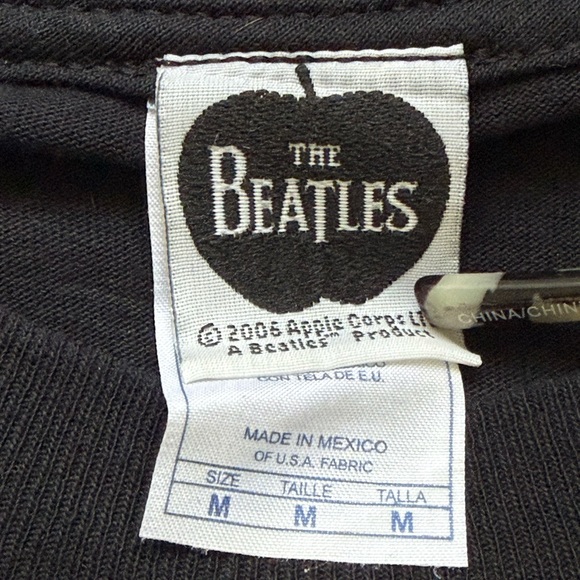 THE
BEATLES
© 2006 Apple Corps
A Beatles™ Product
CHINA/CHIN
CON TELA DE E.U.
MADE IN MEXICO
OF U.S.A. FABRIC
SIZE TAILLE TALLA
M M M